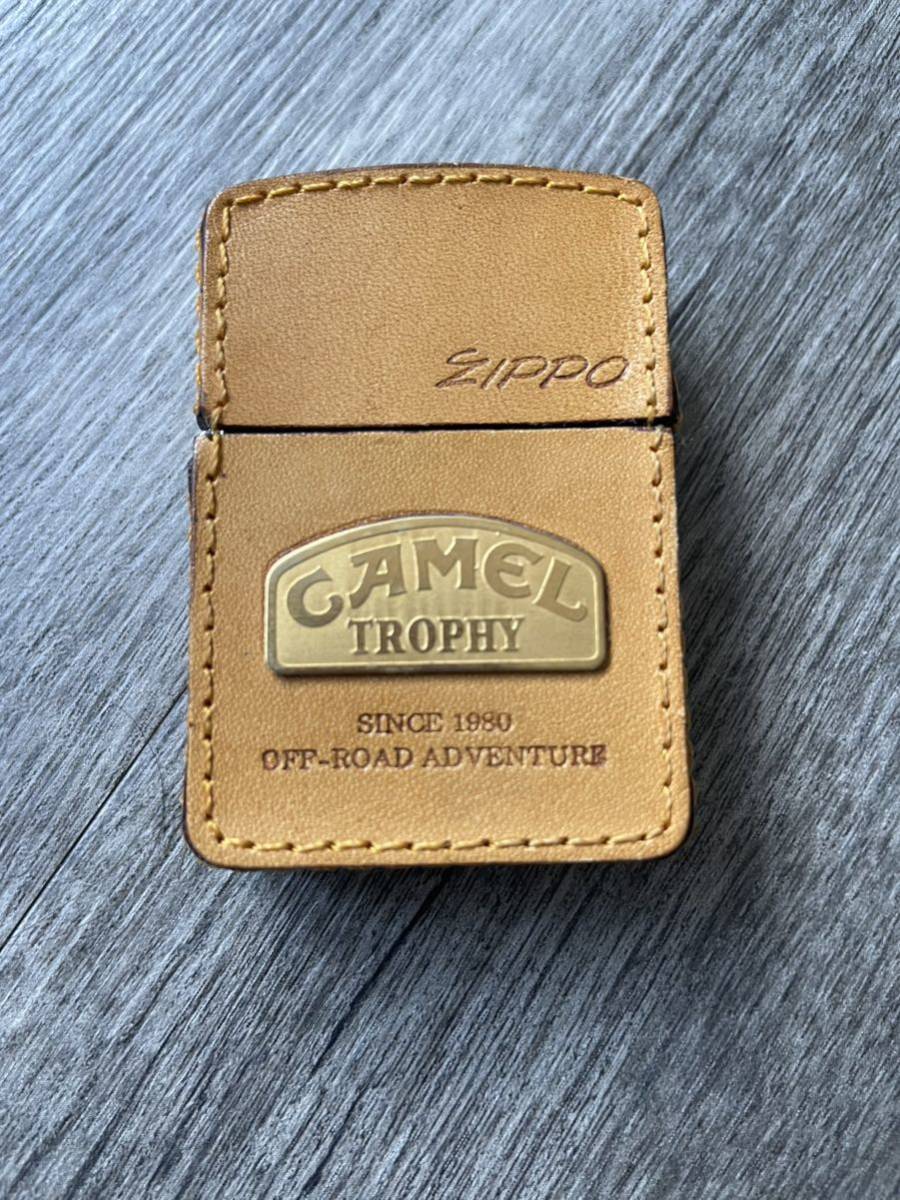 ZIPPO
CAMEL
TROPHY
SINCE 1980
OFF-ROAD ADVENTURE